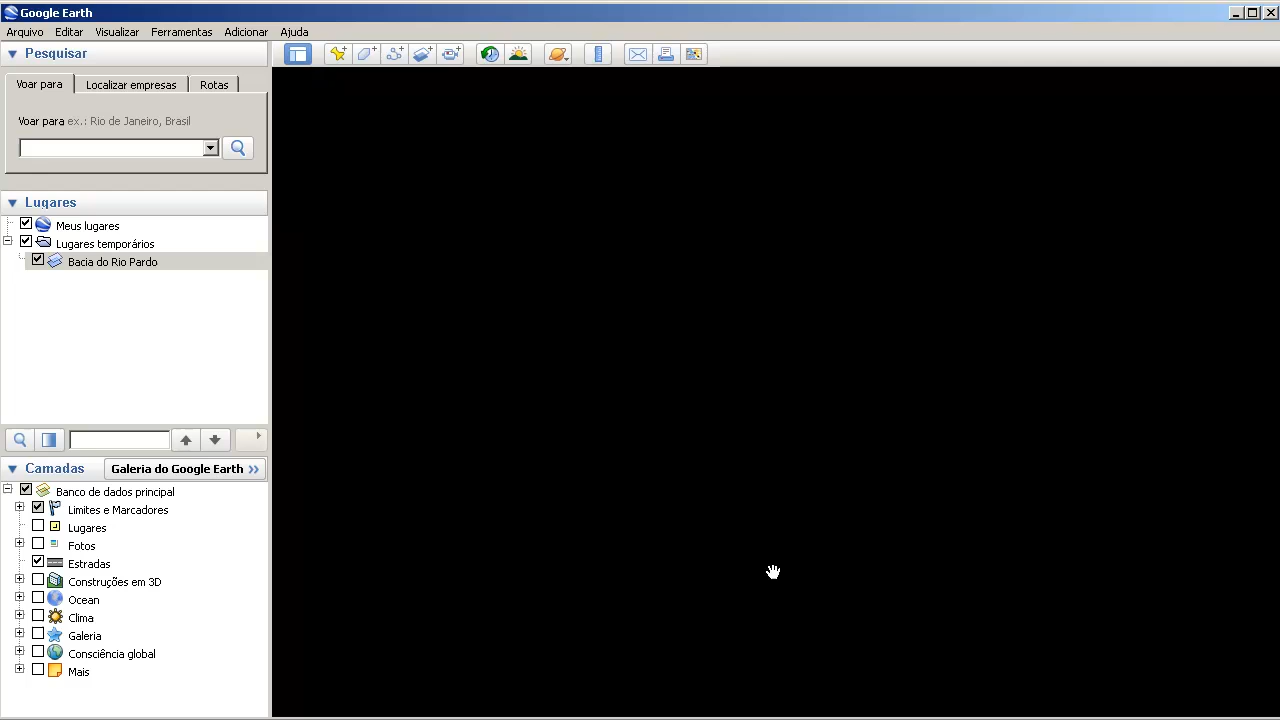 Google Earth
Arquivo Editar Visualizar Ferramentas Adicionar Ajuda
Pesquisar
Voar para Localizar empresas Rotas
Voar para ex.: Rio de Janeiro, Brasil
Lugares
Meus lugares
Lugares temporários
Bacia do Rio Pardo
Camadas Galeria do Google Earth >>
Banco de dados principal
Limites e Marcadores
Lugares
Fotos
Estradas
Construções em 3D
Ocean
Clima
Galeria
Consciência global
Mais